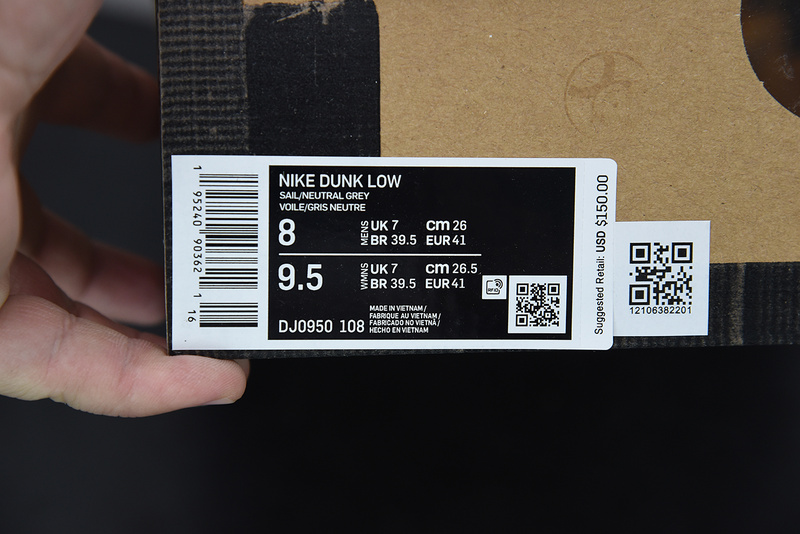 1 95240 90362 1
16
NIKE DUNK LOW
SAIL/NEUTRAL GREY
VOILE/GRIS NEUTRE
8 MENS UK 7 cm 26
BR 39.5 EUR 41
9.5 WMNS UK 7 cm 26.5
BR 39.5 EUR 41
DJ0950 108
MADE IN VIETNAM /
FABRIQUE AU VIETNAM /
FABRICADO NO VIETNÃ /
HECHO EN VIETNAM
RFID
Suggested Retail: USD $150.00
12106382201